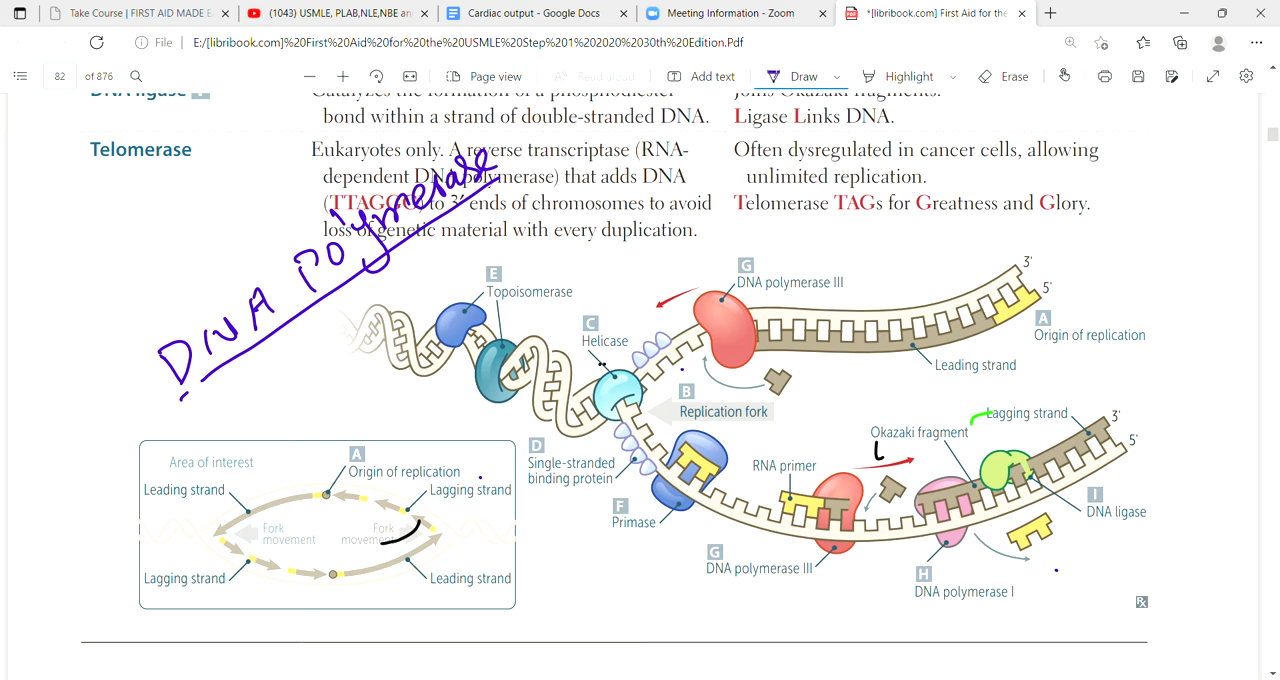 Take Course | FIRST AID MADE E
(1043) USMLE, PLAB,NLE,NBE an
Cardiac output - Google Docs
Meeting Information - Zoom
*[libribook.com] First Aid for the
File
E:/[libribook.com]%20First%20Aid%20for%20the%20USMLE%20Step%201%202020%2030th%20Edition.Pdf
82 of 876
Page view
Read aloud
Add text
Draw
Highlight
Erase
DNA ligase
Catalyzes the formation of a phosphodiester
bond within a strand of double-stranded DNA.
Joins Okazaki fragments.
Ligase Links DNA.
Telomerase
Eukaryotes only. A reverse transcriptase (RNA-
dependent DNA polymerase) that adds DNA
(TTAGGG) to 3′ ends of chromosomes to avoid
loss of genetic material with every duplication.
Often dysregulated in cancer cells, allowing
unlimited replication.
Telomerase TAGs for Greatness and Glory.
DNA Polymerase
E
Topoisomerase
C
Helicase
G
DNA polymerase III
3′
5′
A
Origin of replication
Leading strand
B
Replication fork
D
Single-stranded
binding protein
F
Primase
RNA primer
G
DNA polymerase III
Okazaki fragment
L
Lagging strand
3′
5′
I
DNA ligase
H
DNA polymerase I
Area of interest
A
Origin of replication
Leading strand
Lagging strand
Fork
movement
Fork
movement
Lagging strand
Leading strand
Rx